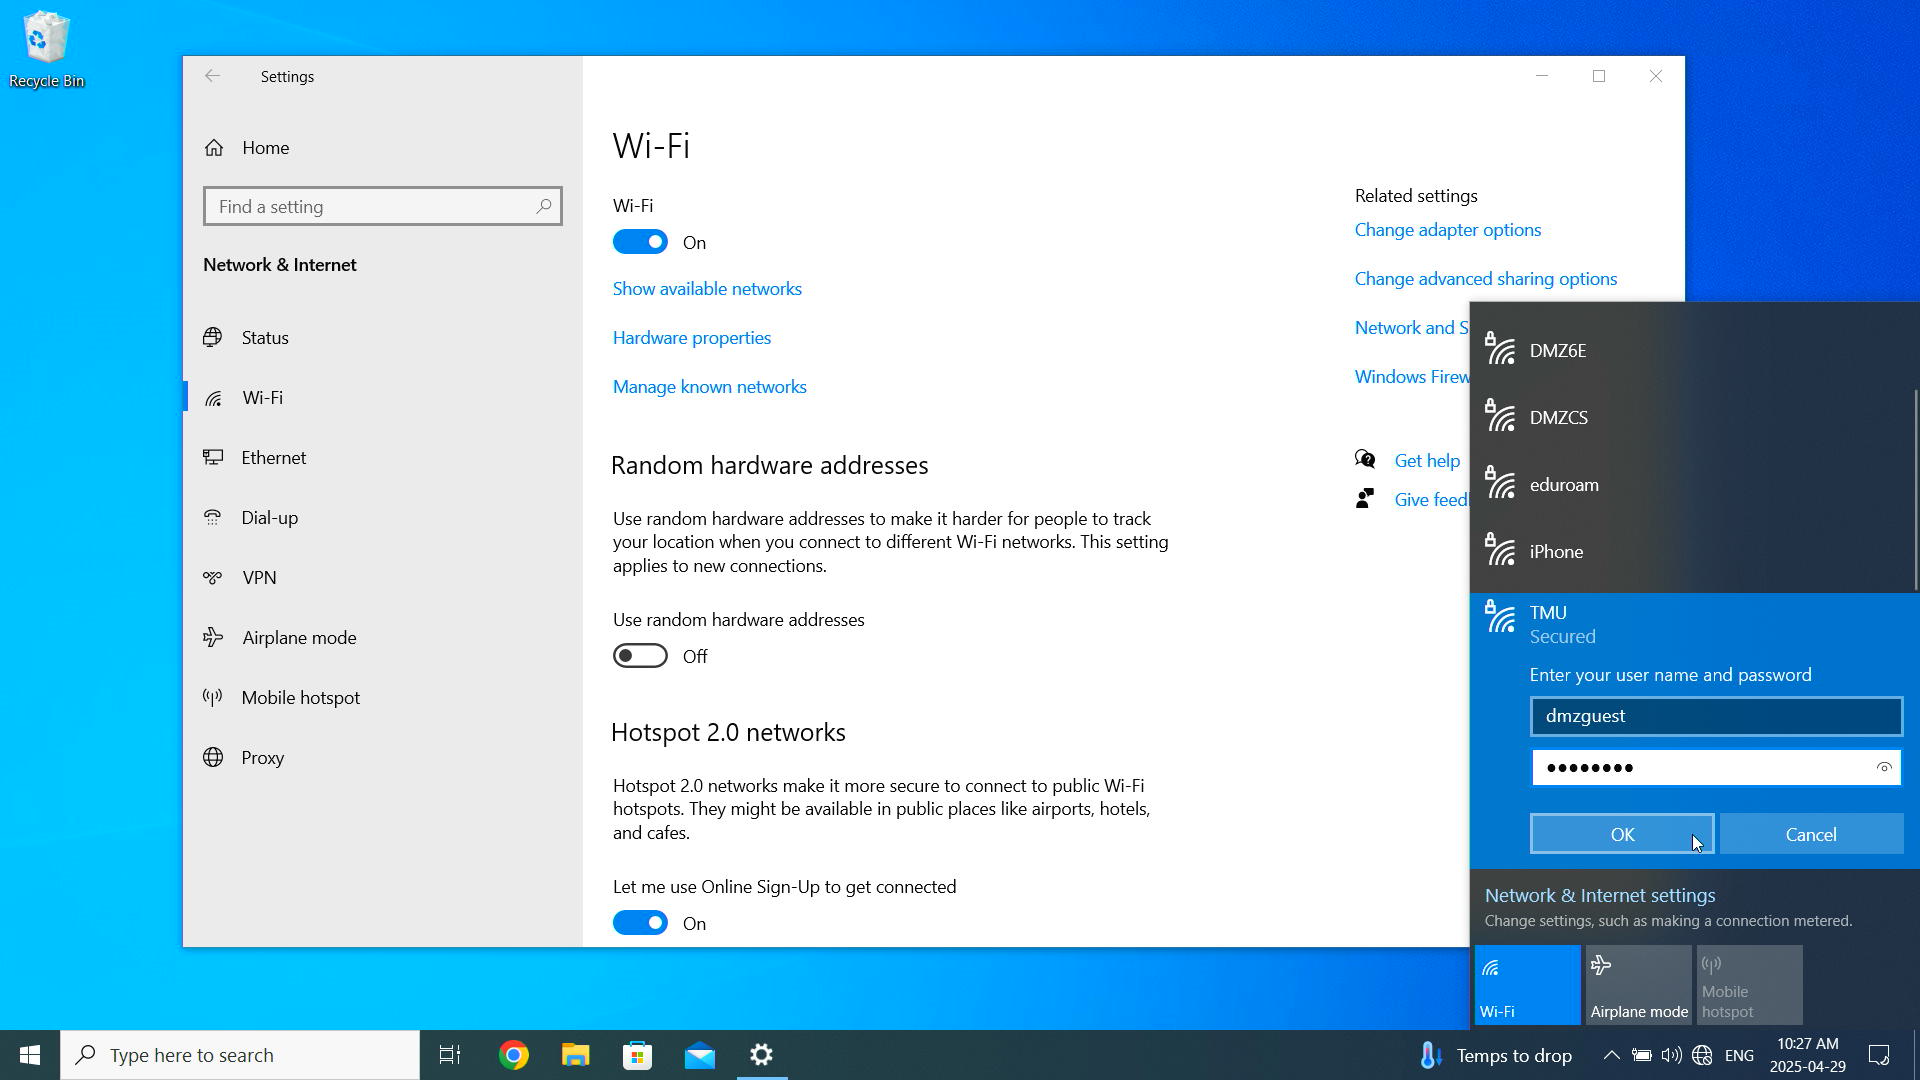 Recycle Bin
Settings
Home
Find a setting
Network & Internet
Status
Wi-Fi
Ethernet
Dial-up
VPN
Airplane mode
Mobile hotspot
Proxy
Wi-Fi
Wi-Fi
On
Show available networks
Hardware properties
Manage known networks
Random hardware addresses
Use random hardware addresses to make it harder for people to track
your location when you connect to different Wi-Fi networks. This setting
applies to new connections.
Use random hardware addresses
Off
Hotspot 2.0 networks
Hotspot 2.0 networks make it more secure to connect to public Wi-Fi
hotspots. They might be available in public places like airports, hotels,
and cafes.
Let me use Online Sign-Up to get connected
On
Related settings
Change adapter options
Change advanced sharing options
Network and S
Windows Firew
Get help
Give feed
DMZ6E
DMZCS
eduroam
iPhone
TMU
Secured
Enter your user name and password
dmzguest
●●●●●●●●
OK
Cancel
Network & Internet settings
Change settings, such as making a connection metered.
Wi-Fi
Airplane mode
Mobile
hotspot
Type here to search
Temps to drop
ENG
10:27 AM
2025-04-29